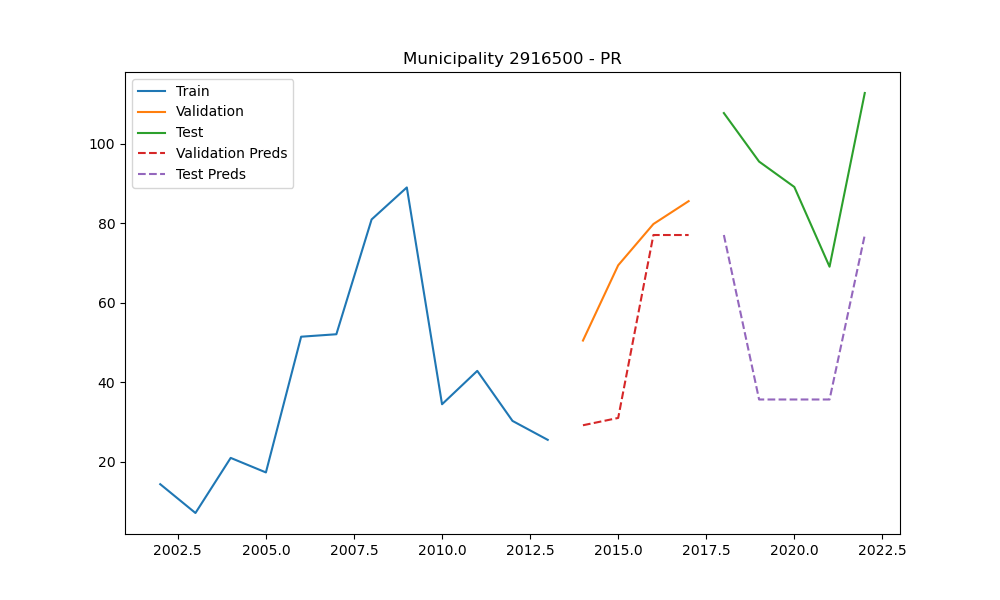 Municipality 2916500 - PR
Train
Validation
Test
Validation Preds
Test Preds
100
80
60
40
20
2002.5 2005.0 2007.5 2010.0 2012.5 2015.0 2017.5 2020.0 2022.5